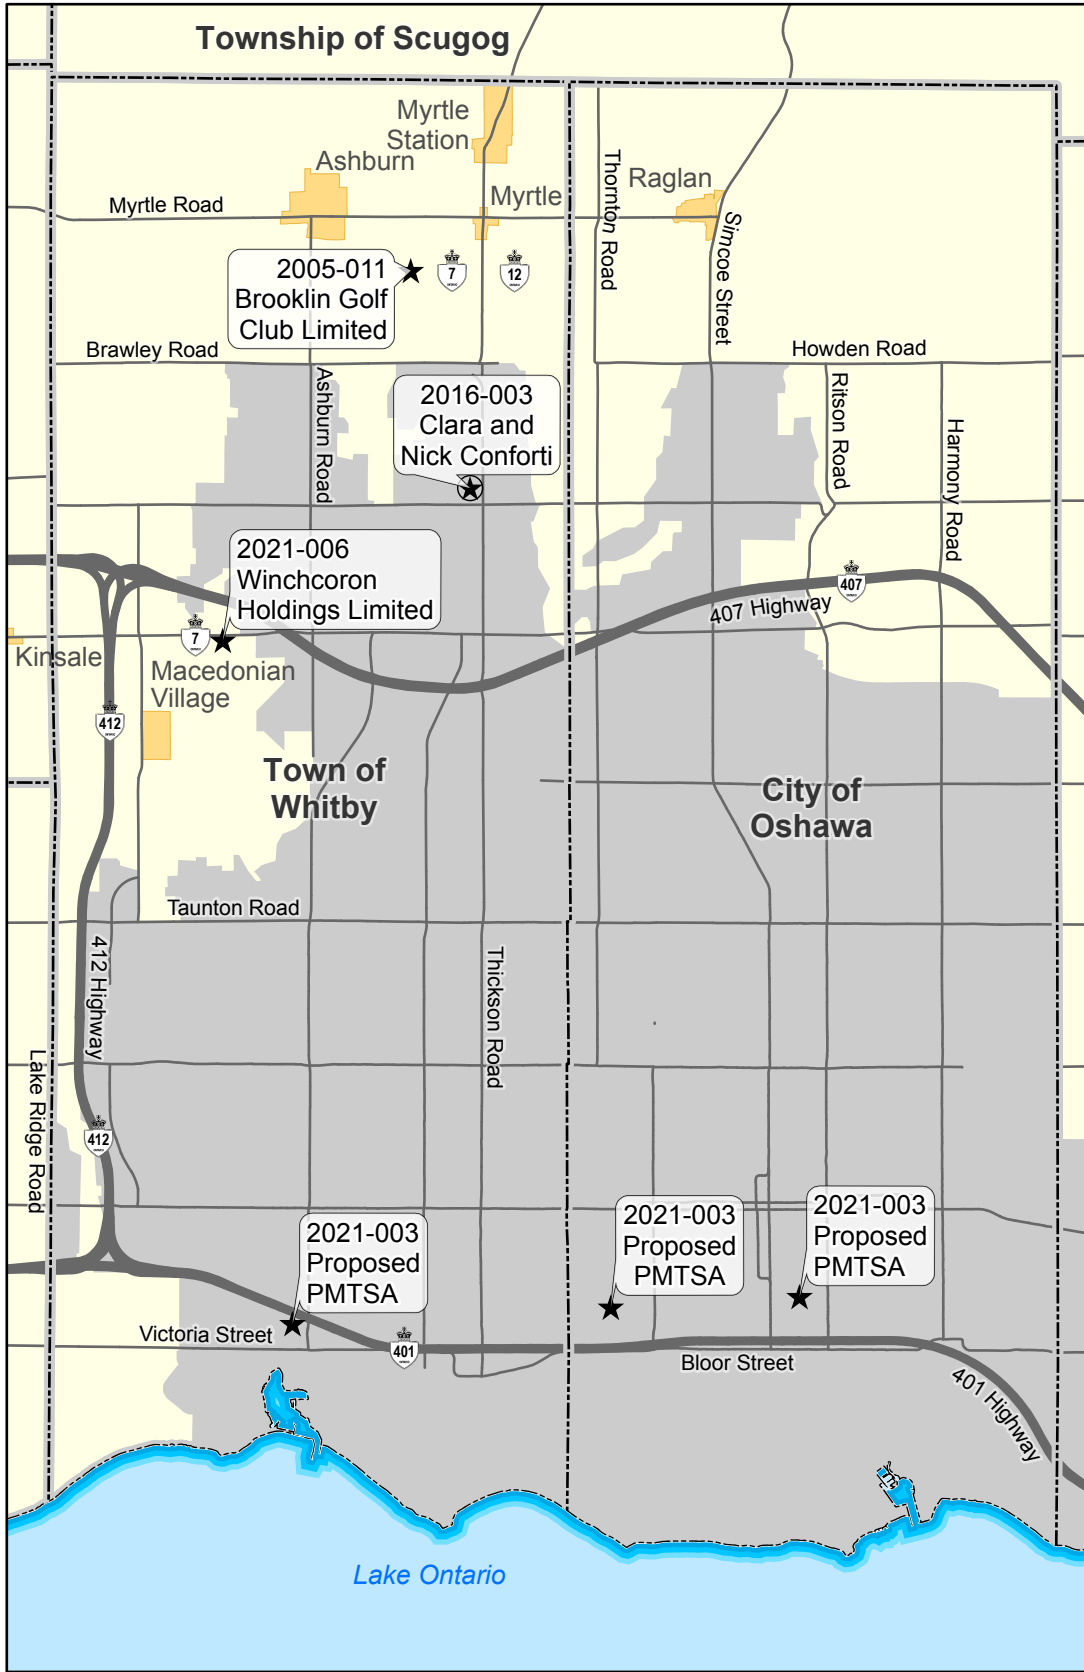 Township of Scugog
Myrtle
Station
Ashburn
Myrtle
Raglan
Myrtle Road
Thornton Road
Simcoe Street
2005-011
Brooklin Golf
Club Limited
7
12
Brawley Road
Howden Road
Ashburn Road
2016-003
Clara and
Nick Conforti
Ritson Road
Harmony Road
2021-006
Winchcoron
Holdings Limited
407
407 Highway
7
Kinsale
Macedonian
Village
412
Town of
Whitby
City of
Oshawa
Taunton Road
412 Highway
Thickson Road
Lake Ridge Road
412
2021-003
Proposed
PMTSA
2021-003
Proposed
PMTSA
2021-003
Proposed
PMTSA
Victoria Street
401
Bloor Street
401 Highway
Lake Ontario